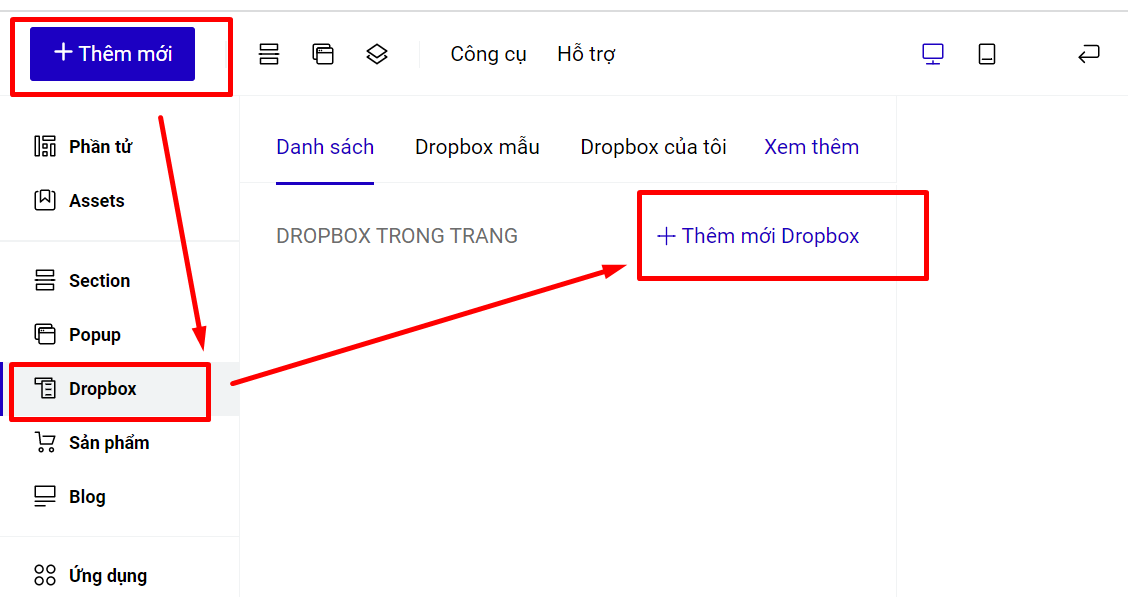 Thêm mới
Công cụ
Hỗ trợ
Phần tử
Assets
Section
Popup
Dropbox
Sản phẩm
Blog
Ứng dụng
Danh sách
Dropbox mẫu
Dropbox của tôi
Xem thêm
DROPBOX TRONG TRANG
Thêm mới Dropbox